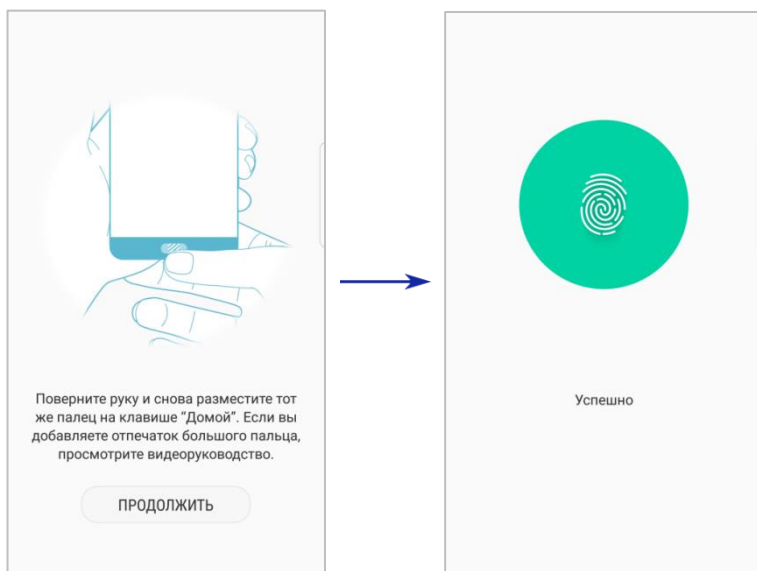 Поверните руку и снова разместите тот
же палец на клавише “Домой”. Если вы
добавляете отпечаток большого пальца,
просмотрите видеоруководство.
ПРОДОЛЖИТЬ
Успешно